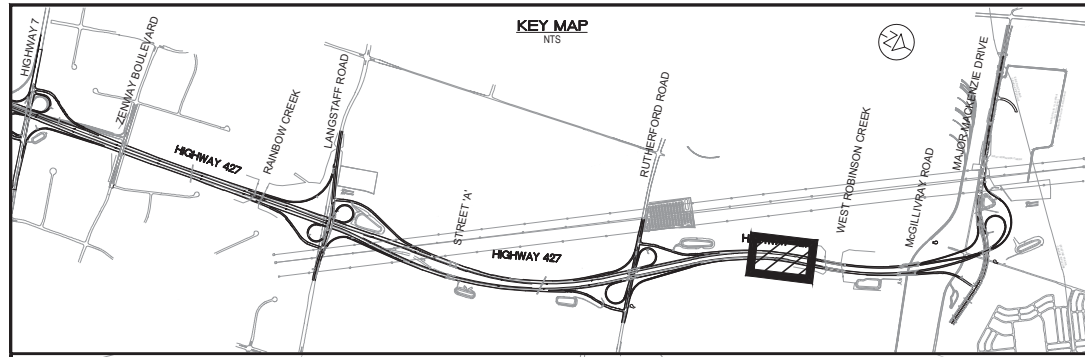 KEY MAP
NTS
HIGHWAY 7
ZENWAY BOULEVARD
RAINBOW CREEK
LANGSTAFF ROAD
HIGHWAY 427
STREET 'A'
HIGHWAY 427
RUTHERFORD ROAD
WEST ROBINSON CREEK
McGILLIVRAY ROAD
MAJOR MACKENZIE DRIVE